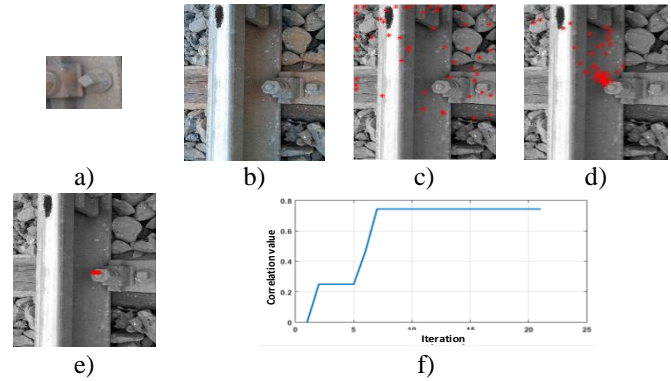 a)
b)
c)
d)
e)
Correlation value
0.8
0.6
0.4
0.2
0
0
5
10
15
20
25
Iteration
f)